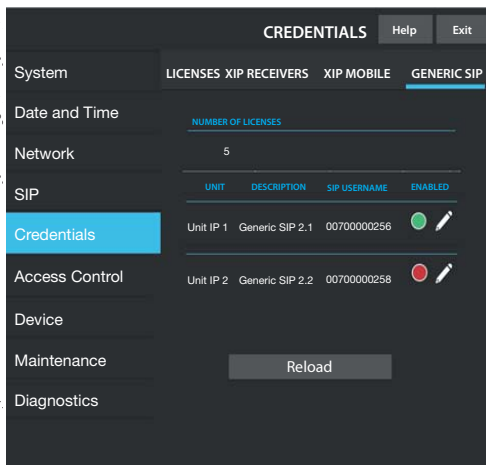 CREDENTIALS Help Exit
LICENSES XIP RECEIVERS XIP MOBILE GENERIC SIP
System
Date and Time
Network
SIP
Credentials
Access Control
Device
Maintenance
Diagnostics
NUMBER OF LICENSES
5
UNIT DESCRIPTION SIP USERNAME ENABLED
Unit IP 1 Generic SIP 2.1 00700000256
Unit IP 2 Generic SIP 2.2 00700000258
Reload